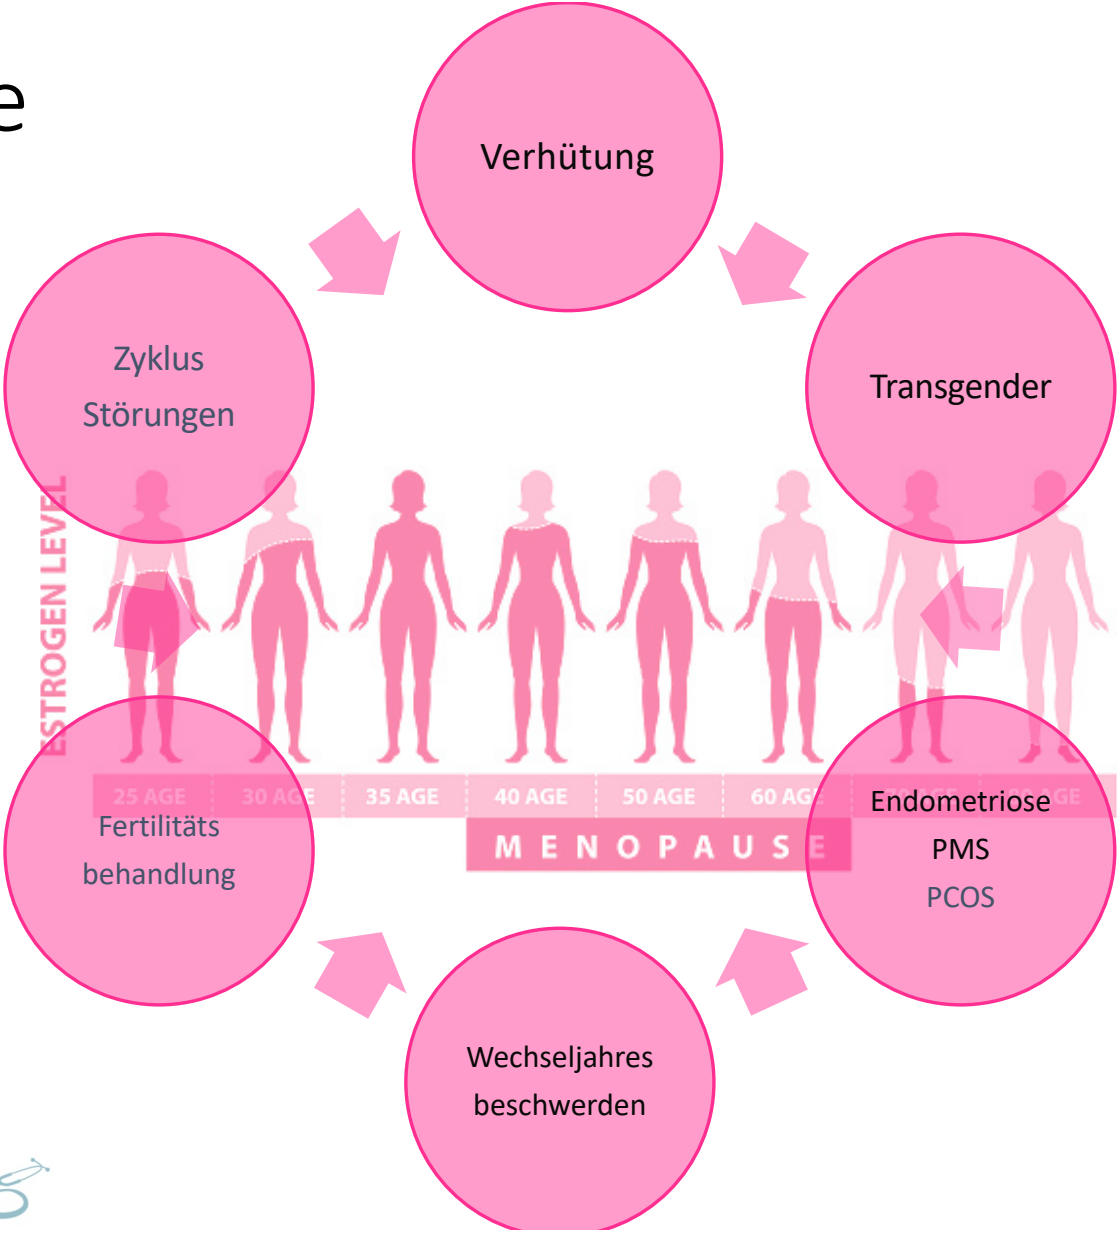 e
Verhütung
Zyklus
Störungen
Transgender
ESTROGEN LEVEL
25 AGE
30 AGE
35 AGE
40 AGE
50 AGE
60 AGE
AGE
MENOPAUSE
Fertilitäts
behandlung
Endometriose
PMS
PCOS
Wechseljahres
beschwerden